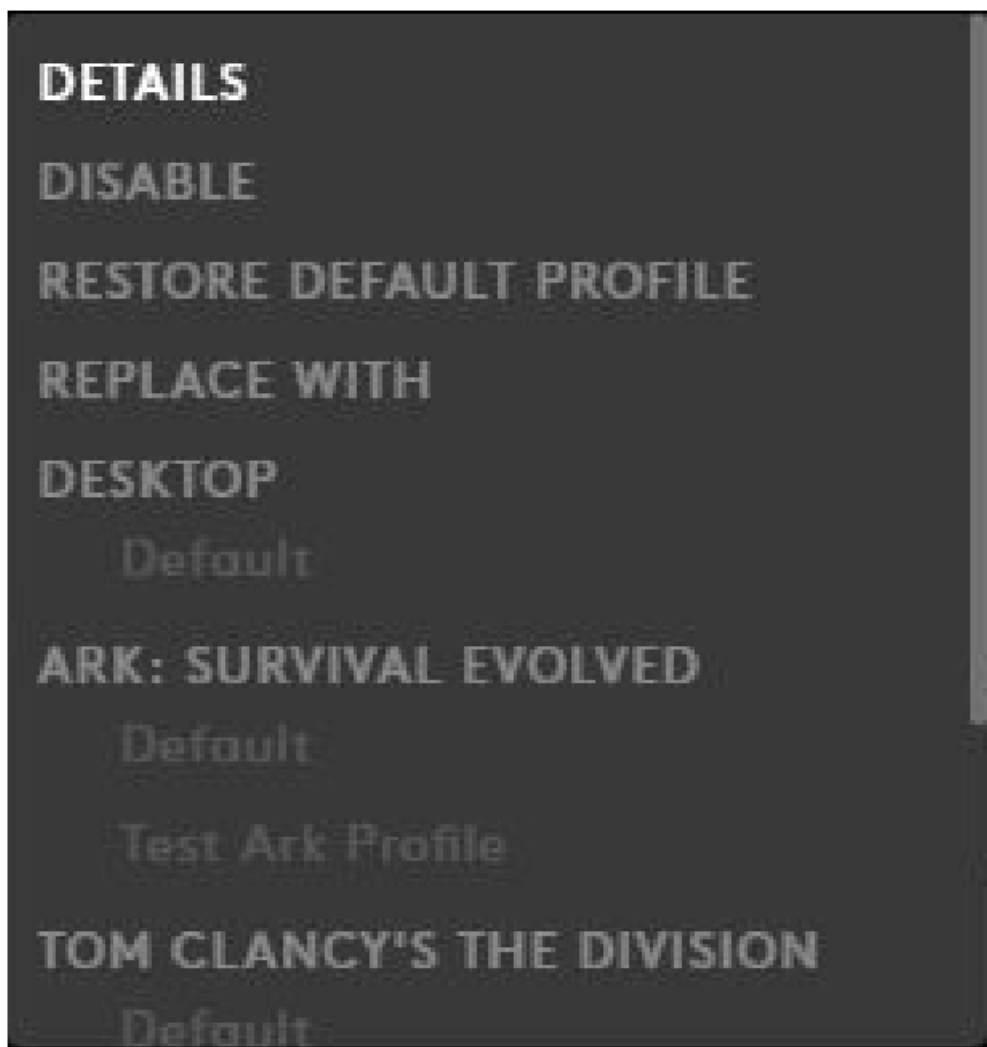 DETAILS
DISABLE
RESTORE DEFAULT PROFILE
REPLACE WITH
DESKTOP
Default
ARK: SURVIVAL EVOLVED
Default
Test Ark Profile
TOM CLANCY'S THE DIVISION
Default